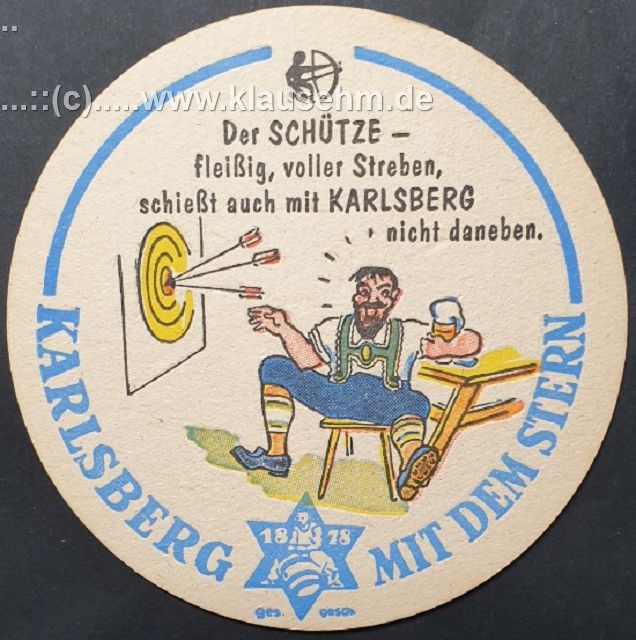 ...::(c).....www.klausehm.de
Der SCHÜTZE –
fleißig, voller Streben,
schießt auch mit KARLSBERG
nicht daneben.
KARLSBERG
MIT DEM STERN
18 78
ges. gesch